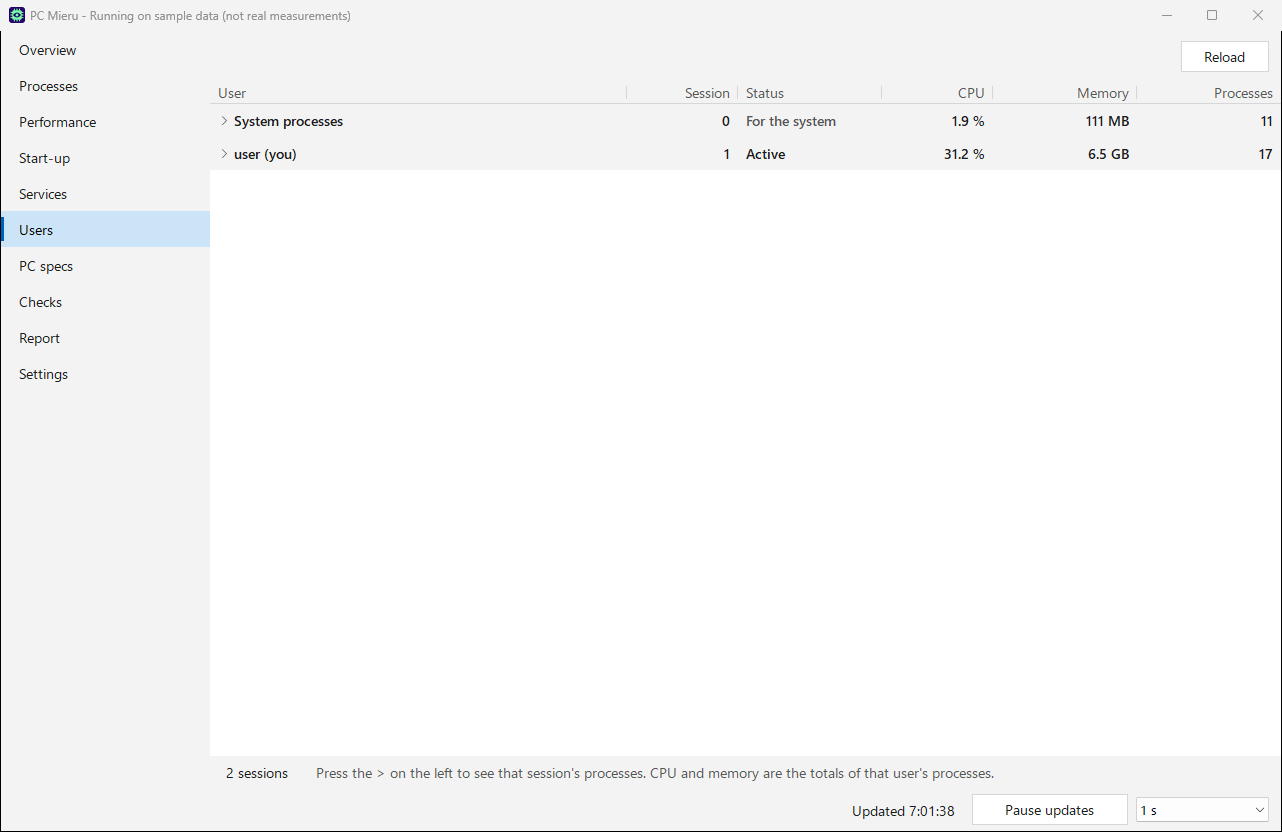 PC Mieru - Running on sample data (not real measurements)
Overview
Processes
Performance
Start-up
Services
Users
PC specs
Checks
Report
Settings
Reload
User Session Status CPU Memory Processes
> System processes 0 For the system 1.9 % 111 MB 11
> user (you) 1 Active 31.2 % 6.5 GB 17
2 sessions Press the > on the left to see that session's processes. CPU and memory are the totals of that user's processes.
Updated 7:01:38 Pause updates 1 s